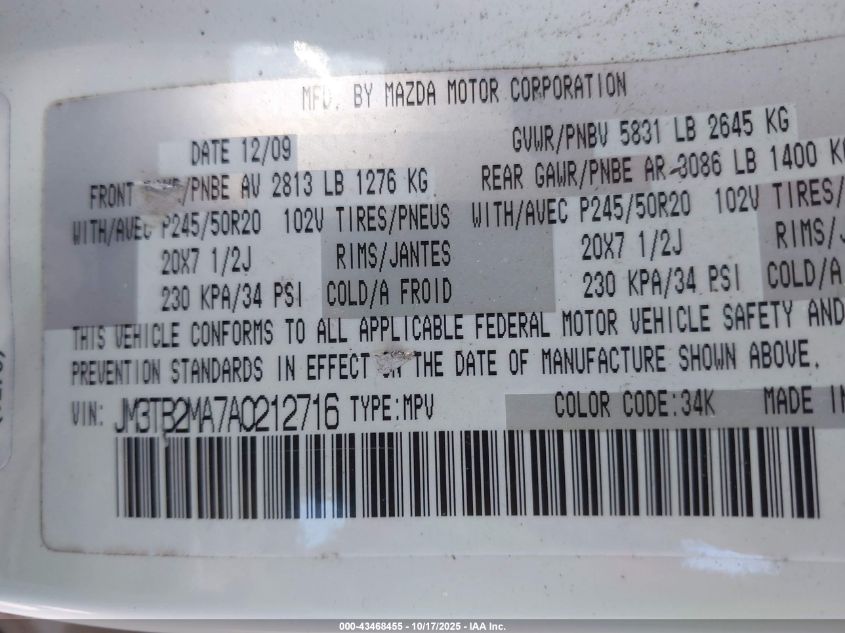 MFD. BY MAZDA MOTOR CORPORATION
DATE 12/09 GVWR/PNBV 5831 LB 2645 KG
FRONT /PNBE AV 2813 LB 1276 KG REAR GAWR/PNBE AR 3086 LB 1400 KG
WITH/AVEC P245/50R20 102V TIRES/PNEUS WITH/AVEC P245/50R20 102V TIRES/
20X7 1/2J RIMS/JANTES 20X7 1/2J RIMS/J
230 KPA/34 PSI COLD/A FROID 230 KPA/34 PSI COLD/A
THIS VEHICLE CONFORMS TO ALL APPLICABLE FEDERAL MOTOR VEHICLE SAFETY AND
PREVENTION STANDARDS IN EFFECT ON THE DATE OF MANUFACTURE SHOWN ABOVE.
VIN: JM3TB2MA7A0212716 TYPE:MPV COLOR CODE:34K MADE IN
000-43468455 - 10/17/2025 - IAA Inc.